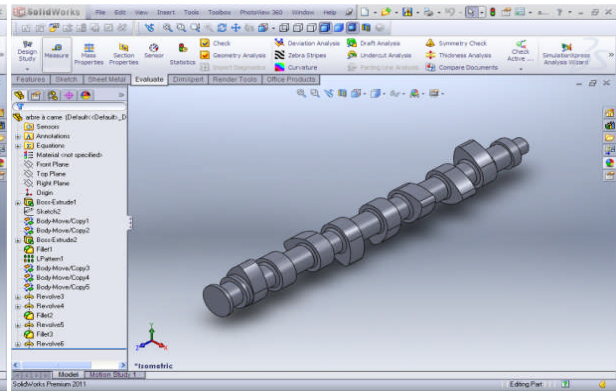 SolidWorks File Edit View Insert Tools Toolbox PhotoView 360 Window Help
Design Study Measure Mass Properties Section Properties Sensor Statistics
Check Deviation Analysis Draft Analysis Symmetry Check Check Active ... SimulationXpress Analysis Wizard
Geometry Analysis Zebra Stripes Undercut Analysis Thickness Analysis
Import Diagnostics Curvature Parting Line Analysis Compare Documents
Features Sketch Sheet Metal Evaluate DimXpert Render Tools Office Products
arbre à came (Default<<Default>_D
Sensors
Annotations
Equations
Material <not specified>
Front Plane
Top Plane
Right Plane
Origin
Boss-Extrude1
Sketch2
Body-Move/Copy1
Body-Move/Copy2
Boss-Extrude2
Fillet1
LPattern1
Body-Move/Copy3
Body-Move/Copy4
Body-Move/Copy5
Revolve3
Revolve4
Fillet2
Revolve5
Fillet3
Revolve6
*Isometric
Model Motion Study 1
SolidWorks Premium 2011 Editing Part